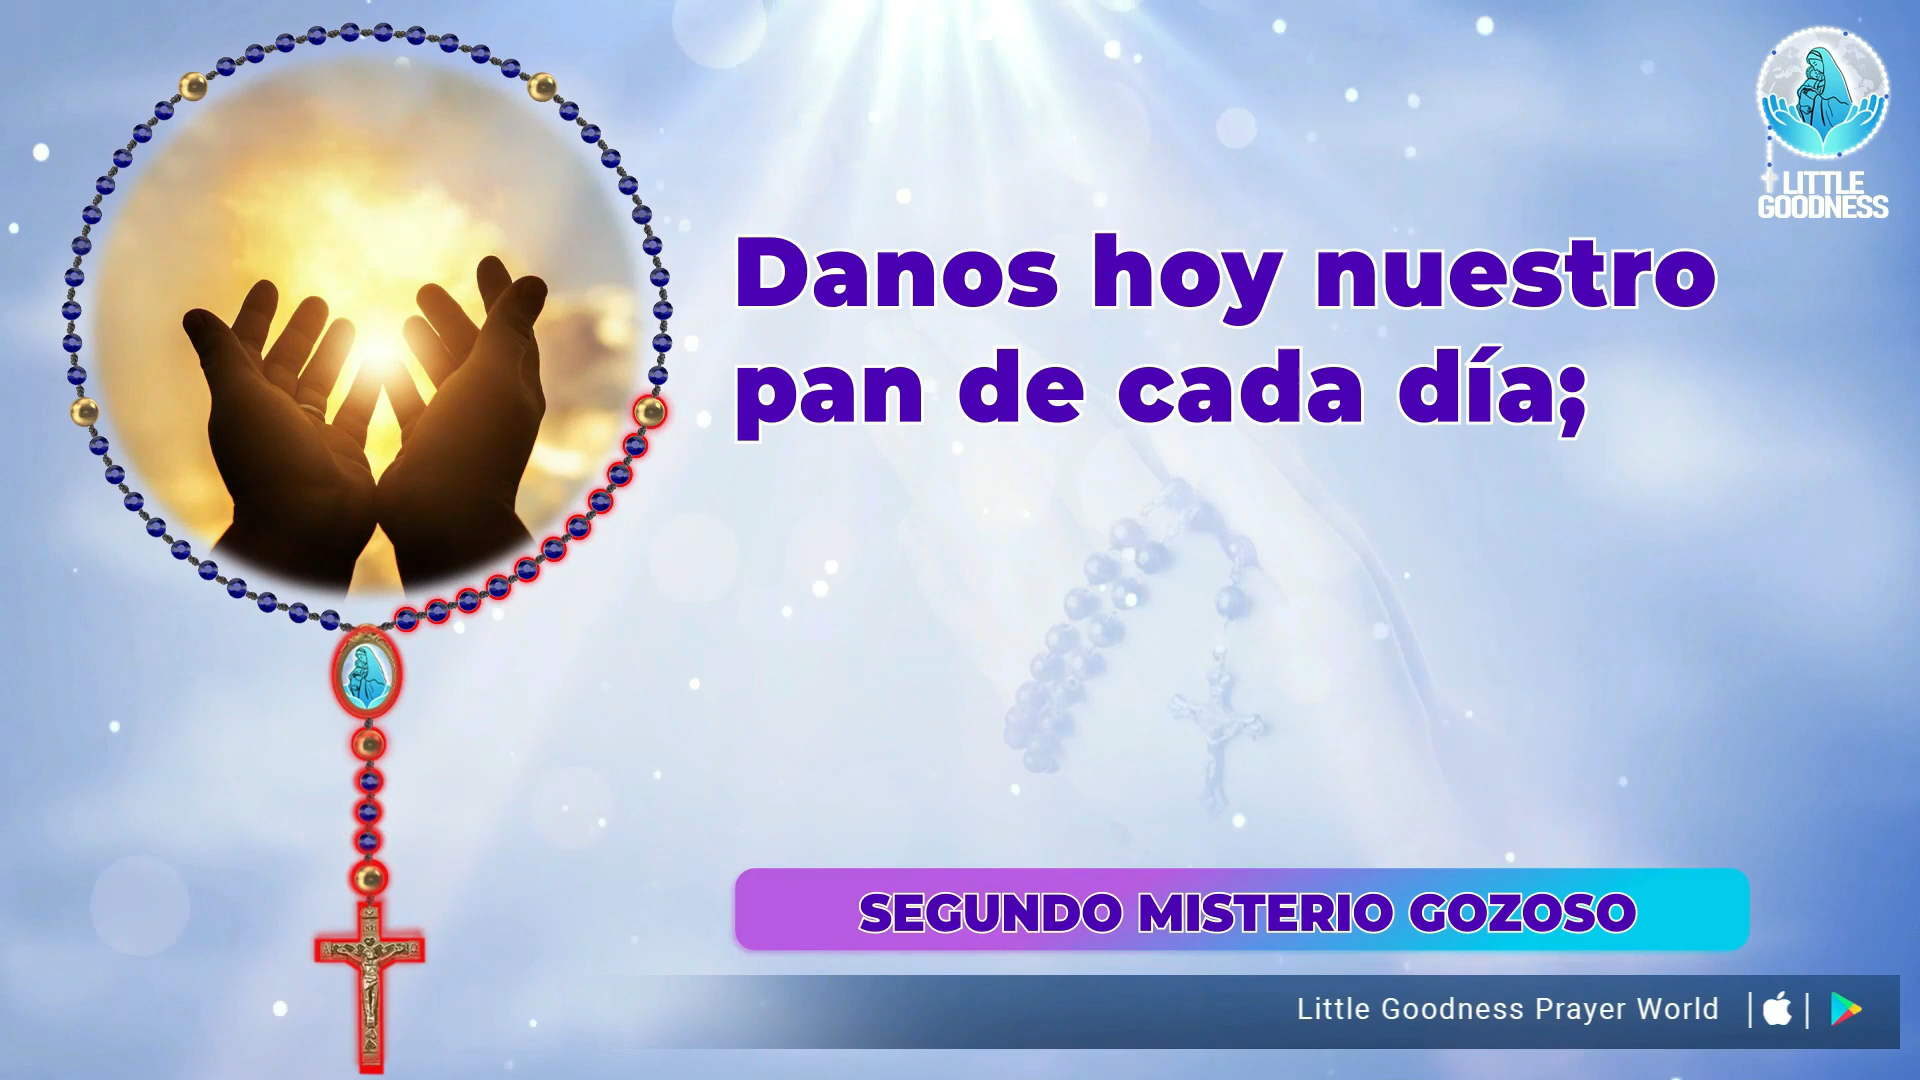 LITTLE
GOODNESS
Danos hoy nuestro
pan de cada día;
SEGUNDO MISTERIO GOZOSO
Little Goodness Prayer World